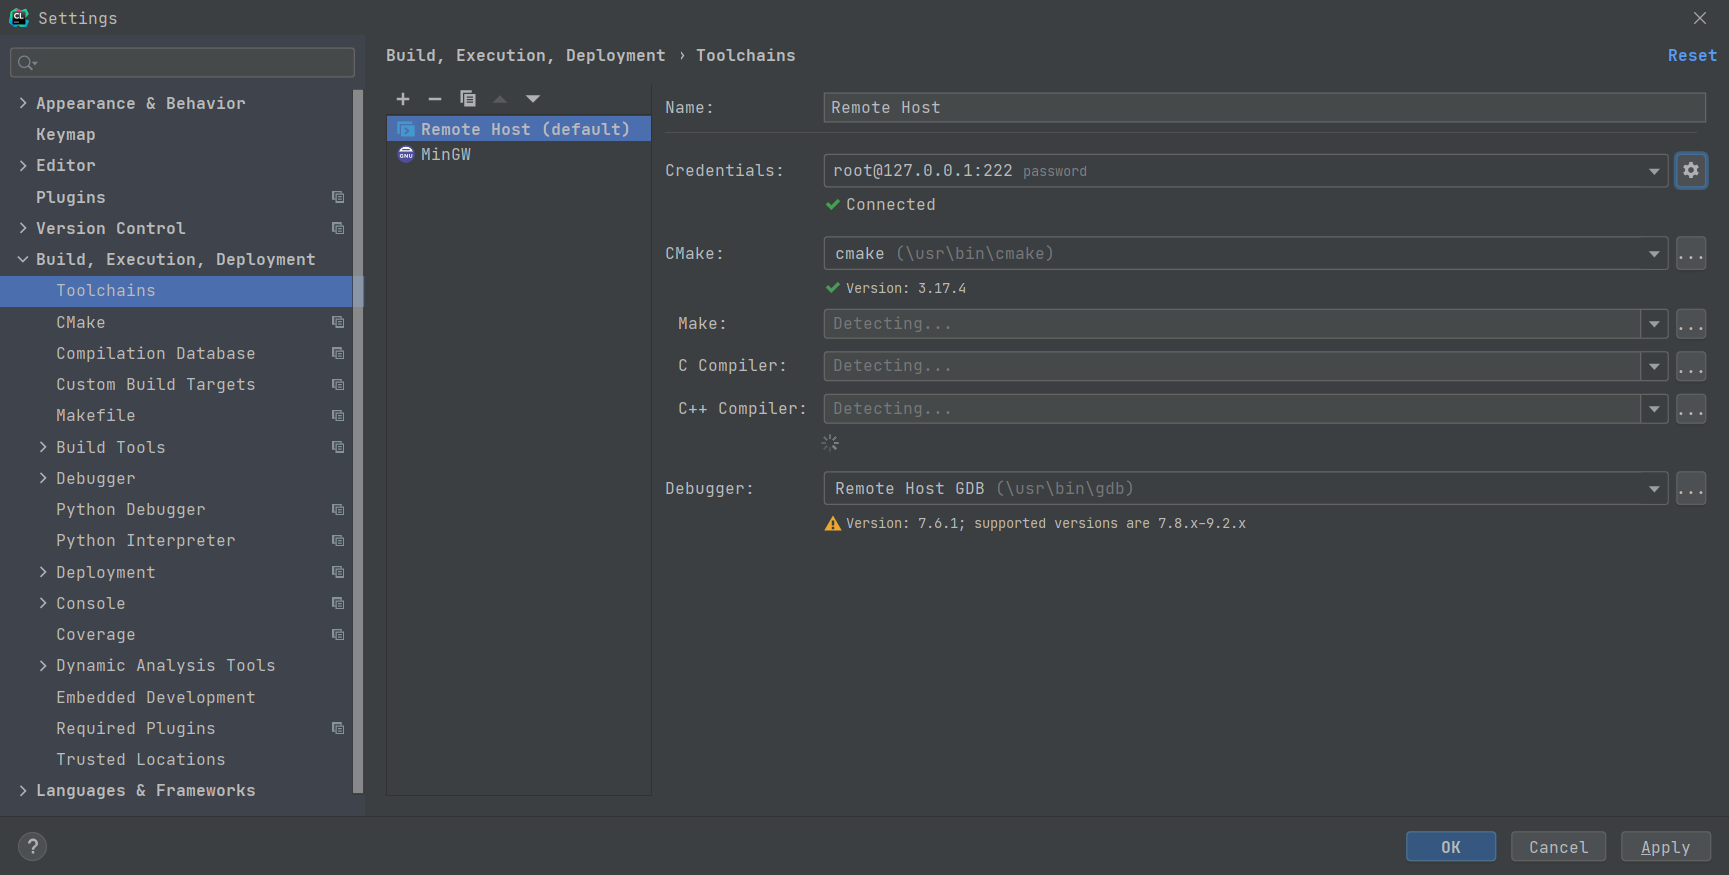 Settings
Build, Execution, Deployment › Toolchains
Reset
Appearance & Behavior
Keymap
Editor
Plugins
Version Control
Build, Execution, Deployment
Toolchains
CMake
Compilation Database
Custom Build Targets
Makefile
Build Tools
Debugger
Python Debugger
Python Interpreter
Deployment
Console
Coverage
Dynamic Analysis Tools
Embedded Development
Required Plugins
Trusted Locations
Languages & Frameworks
Remote Host (default)
MinGW
Name: Remote Host
Credentials: root@127.0.0.1:222 password
Connected
CMake: cmake (\usr\bin\cmake) ...
Version: 3.17.4
Make: Detecting... ...
C Compiler: Detecting... ...
C++ Compiler: Detecting... ...
Debugger: Remote Host GDB (\usr\bin\gdb) ...
Version: 7.6.1; supported versions are 7.8.x-9.2.x
? OK Cancel Apply